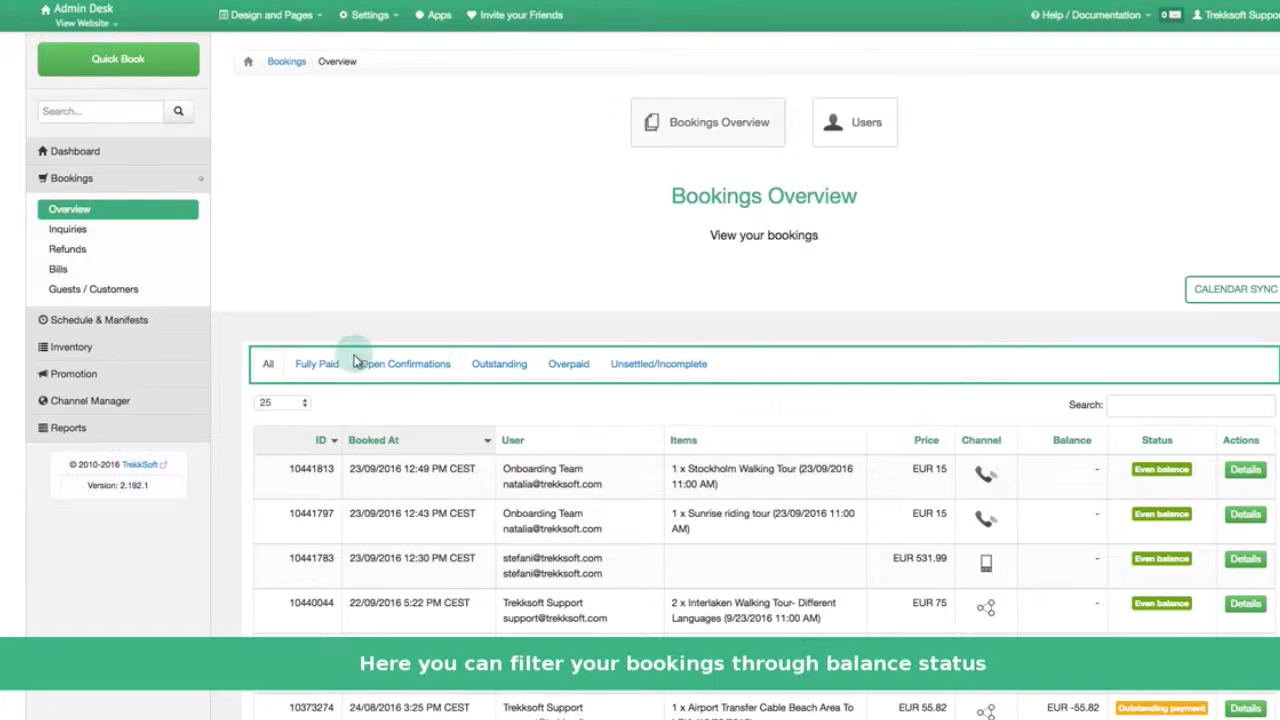 Admin Desk
View Website
Design and Pages
Settings
Apps
Invite your Friends
Help / Documentation
0
Trekksoft Suppo
Quick Book
Search...
Dashboard
Bookings
Overview
Inquiries
Refunds
Bills
Guests / Customers
Schedule & Manifests
Inventory
Promotion
Channel Manager
Reports
© 2010-2016 TrekkSoft
Version: 2.192.1
Bookings Overview
Bookings Overview
Users
Bookings Overview
View your bookings
CALENDAR SYNC
All Fully Paid Open Confirmations Outstanding Overpaid Unsettled/Incomplete
25
Search:
ID Booked At User Items Price Channel Balance Status Actions
10441813 23/09/2016 12:49 PM CEST Onboarding Team 1 x Stockholm Walking Tour (23/09/2016 EUR 15 - Even balance Details
natalia@trekksoft.com 11:00 AM)
10441797 23/09/2016 12:43 PM CEST Onboarding Team 1 x Sunrise riding tour (23/09/2016 11:00 EUR 15 - Even balance Details
natalia@trekksoft.com AM)
10441783 23/09/2016 12:30 PM CEST stefani@trekksoft.com EUR 531.99 - Even balance Details
stefani@trekksoft.com
10440044 22/09/2016 5:22 PM CEST Trekksoft Support 2 x Interlaken Walking Tour- Different EUR 75 - Even balance Details
support@trekksoft.com Languages (9/23/2016 11:00 AM)
Here you can filter your bookings through balance status
10373274 24/08/2016 3:25 PM CEST Trekksoft Support 1 x Airport Transfer Cable Beach Area To EUR 55.82 EUR -55.82 Outstanding payment Details